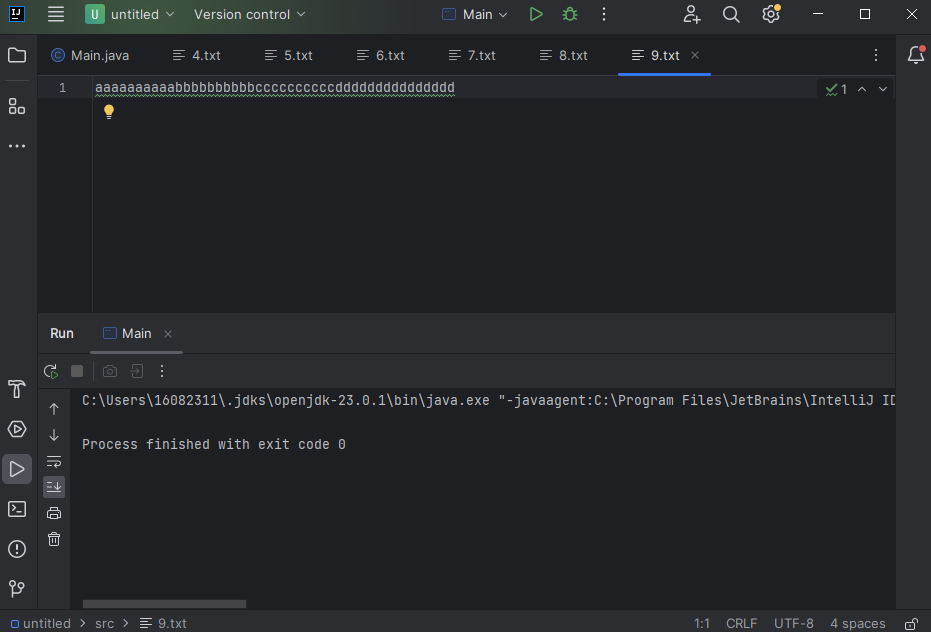 IJ
U untitled Version control Main
Main.java 4.txt 5.txt 6.txt 7.txt 8.txt 9.txt
1 aaaaaaaaaabbbbbbbbbbccccccccccddddddddddddddd 1
Run Main
C:\Users\16082311\.jdks\openjdk-23.0.1\bin\java.exe "-javaagent:C:\Program Files\JetBrains\IntelliJ ID
Process finished with exit code 0
untitled src 9.txt 1:1 CRLF UTF-8 4 spaces